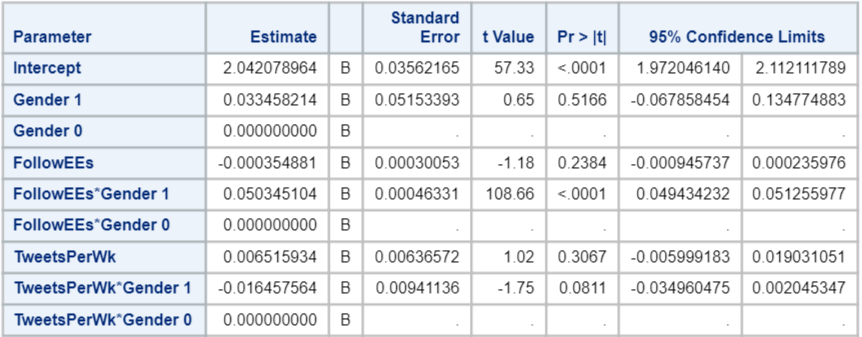 Parameter Estimate Standard Error t Value Pr > |t| 95% Confidence Limits
Intercept 2.042078964 B 0.03562165 57.33 <.0001 1.972046140 2.112111789
Gender 1 0.033458214 B 0.05153393 0.65 0.5166 -0.067858454 0.134774883
Gender 0 0.000000000 B . . . . .
FollowEEs -0.000354881 B 0.00030053 -1.18 0.2384 -0.000945737 0.000235976
FollowEEs*Gender 1 0.050345104 B 0.00046331 108.66 <.0001 0.049434232 0.051255977
FollowEEs*Gender 0 0.000000000 B . . . . .
TweetsPerWk 0.006515934 B 0.00636572 1.02 0.3067 -0.005999183 0.019031051
TweetsPerWk*Gender 1 -0.016457564 B 0.00941136 -1.75 0.0811 -0.034960475 0.002045347
TweetsPerWk*Gender 0 0.000000000 B . . . . .